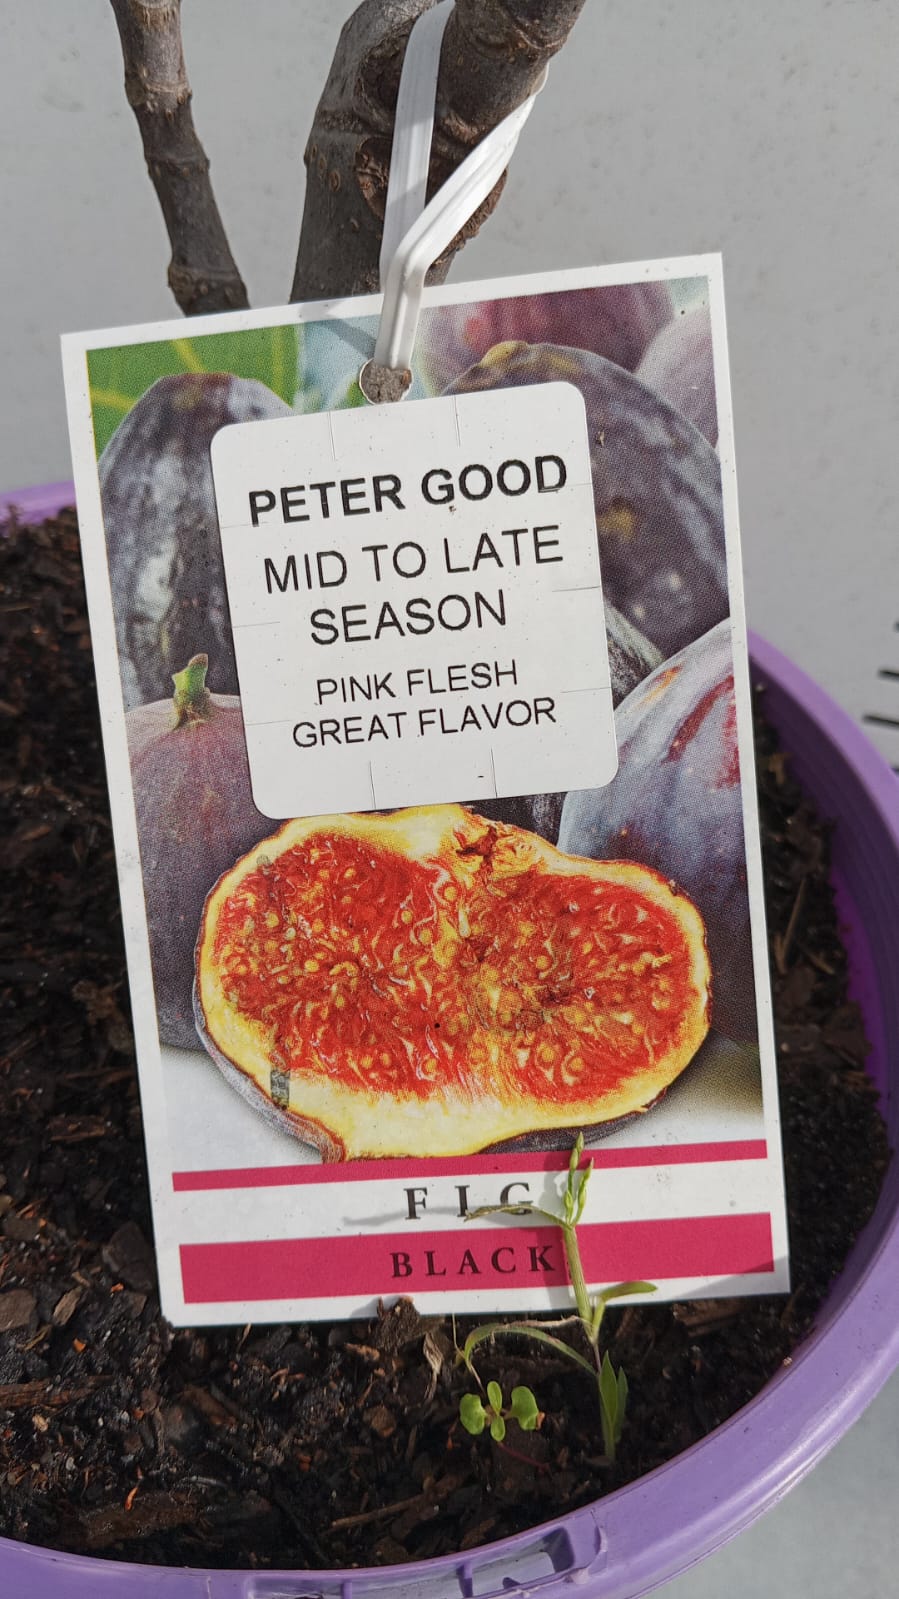 PETER GOOD
MID TO LATE
SEASON
PINK FLESH
GREAT FLAVOR
FIG
BLACK